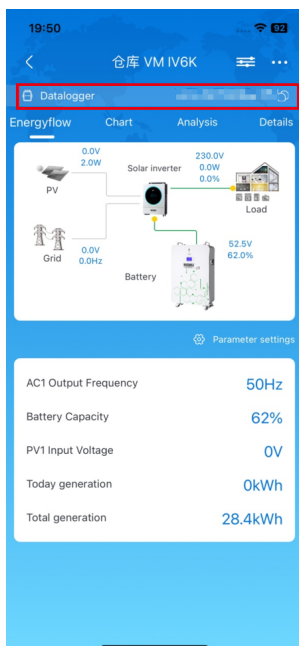 19:50
92
仓库 VM IV6K
Datalogger
Energyflow Chart Analysis Details
0.0V
2.0W
PV
Solar inverter
230.0V
0.0W
0.0%
Load
Grid
0.0V
0.0Hz
Battery
52.5V
62.0%
Parameter settings
AC1 Output Frequency 50Hz
Battery Capacity 62%
PV1 Input Voltage 0V
Today generation 0kWh
Total generation 28.4kWh